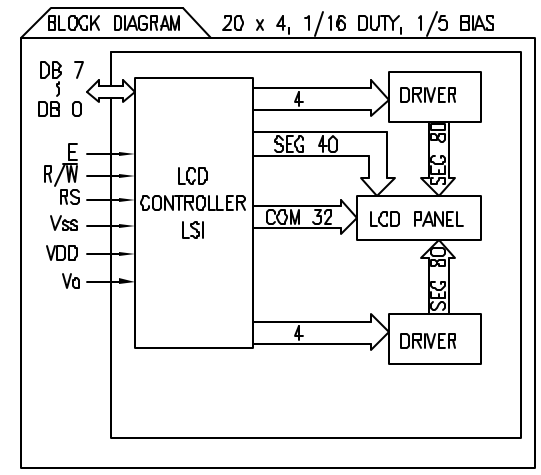 BLOCK DIAGRAM
20 x 4, 1/16 DUTY, 1/5 BIAS
DB 7
DB 0
E
R/W̅
RS
Vss
VDD
Vo
LCD
CONTROLLER
LSI
4
SEG 40
COM 32
4
DRIVER
SEG 80
LCD PANEL
SEG 80
DRIVER